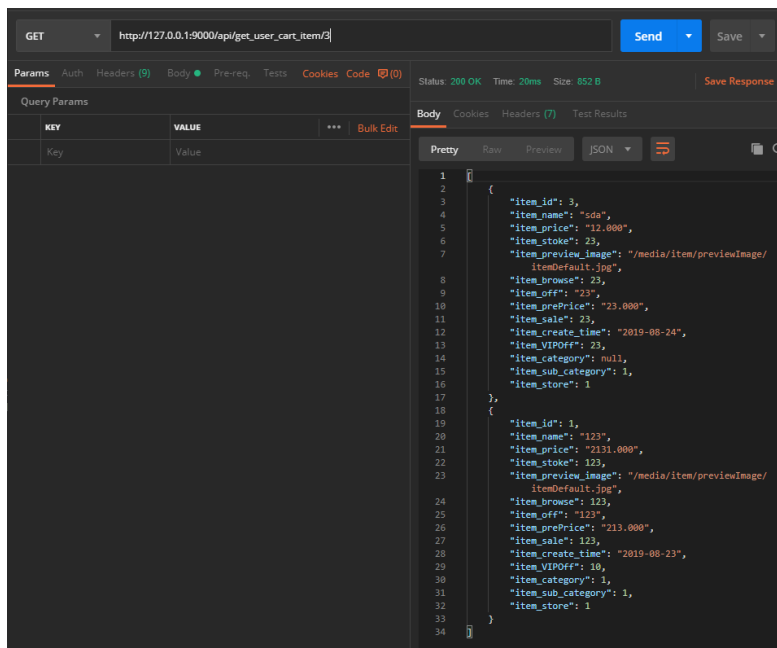 GET http://127.0.0.1:9000/api/get_user_cart_item/3 Send Save
Params Auth Headers (9) Body Pre-req. Tests Cookies Code (0)
Status: 200 OK Time: 20ms Size: 852 B Save Response
Query Params
KEY VALUE ••• Bulk Edit
Key Value
Body Cookies Headers (7) Test Results
Pretty Raw Preview JSON
1 [
2 {
3 "item_id": 3,
4 "item_name": "sda",
5 "item_price": "12.000",
6 "item_stoke": 23,
7 "item_preview_image": "/media/item/previewImage/
itemDefault.jpg",
8 "item_browse": 23,
9 "item_off": "23",
10 "item_prePrice": "23.000",
11 "item_sale": 23,
12 "item_create_time": "2019-08-24",
13 "item_VIPOff": 23,
14 "item_category": null,
15 "item_sub_category": 1,
16 "item_store": 1
17 },
18 {
19 "item_id": 1,
20 "item_name": "123",
21 "item_price": "2131.000",
22 "item_stoke": 123,
23 "item_preview_image": "/media/item/previewImage/
itemDefault.jpg",
24 "item_browse": 123,
25 "item_off": "123",
26 "item_prePrice": "213.000",
27 "item_sale": 123,
28 "item_create_time": "2019-08-23",
29 "item_VIPOff": 10,
30 "item_category": 1,
31 "item_sub_category": 1,
32 "item_store": 1
33 }
34 ]